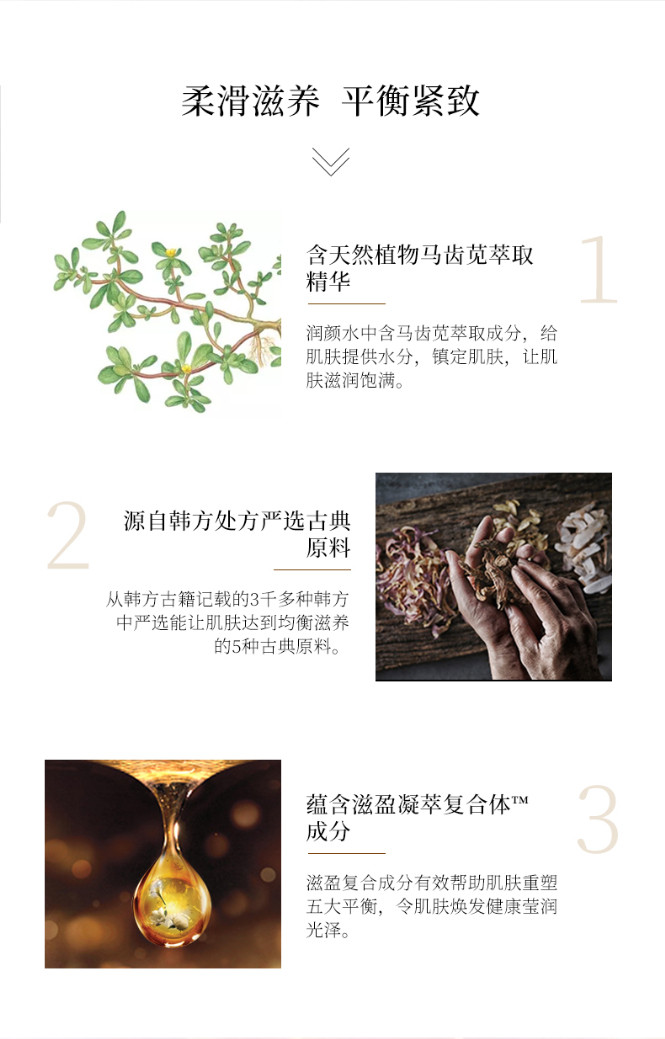 柔滑滋养 平衡紧致
含天然植物马齿苋萃取
精华
1
润颜水中含马齿苋萃取成分，给
肌肤提供水分，镇定肌肤，让肌
肤滋润饱满。
2
源自韩方处方严选古典
原料
从韩方古籍记载的3千多种韩方
中严选能让肌肤达到均衡滋养
的5种古典原料。
蕴含滋盈凝萃复合体™
成分
3
滋盈复合成分有效帮助肌肤重塑
五大平衡，令肌肤焕发健康莹润
光泽。